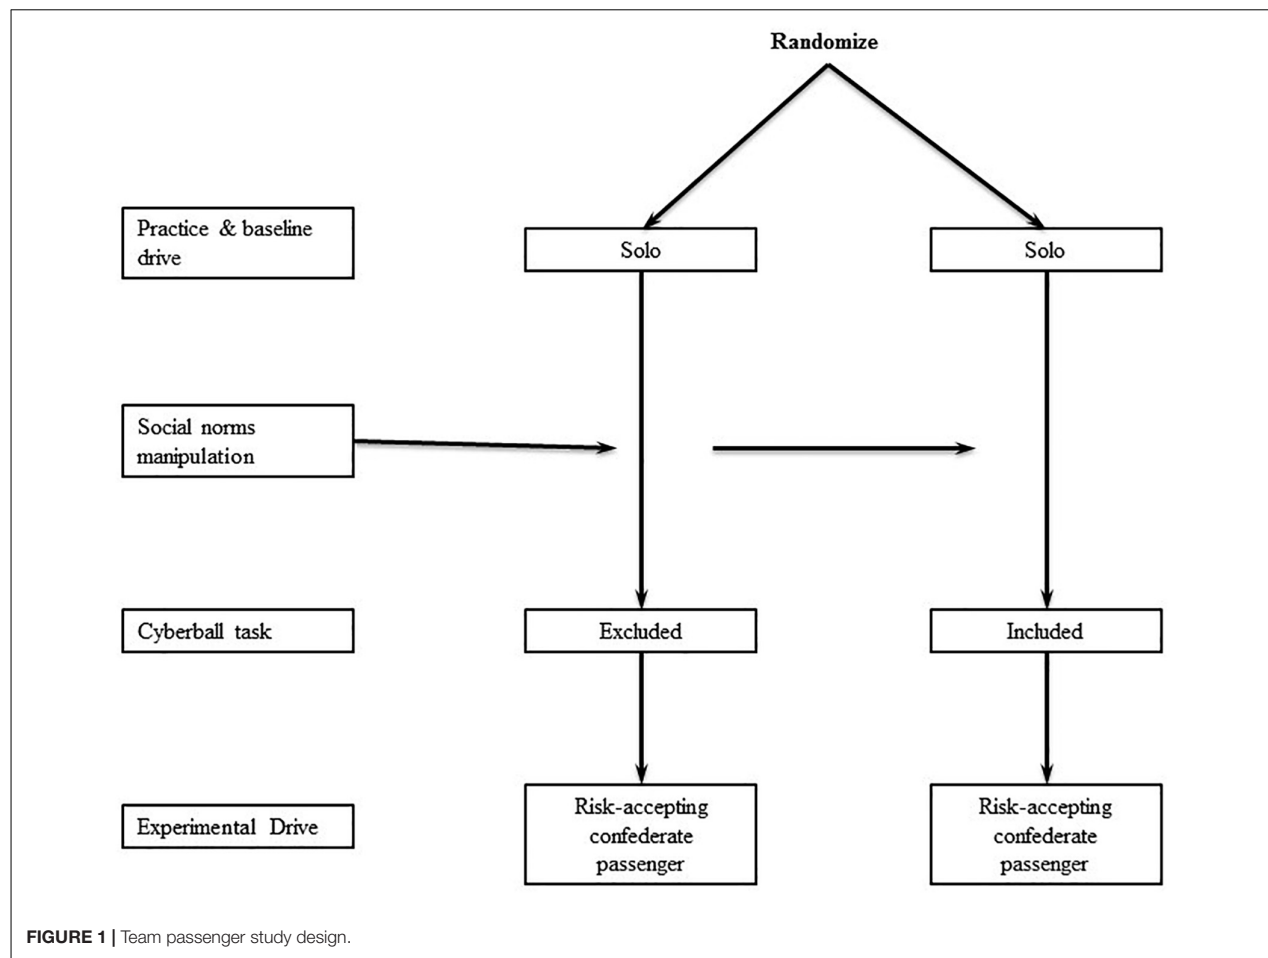 Randomize
Practice & baseline
drive
Solo
Solo
Social norms
manipulation
Cyberball task
Excluded
Included
Experimental Drive
Risk-accepting
confederate
passenger
Risk-accepting
confederate
passenger
FIGURE 1 | Team passenger study design.